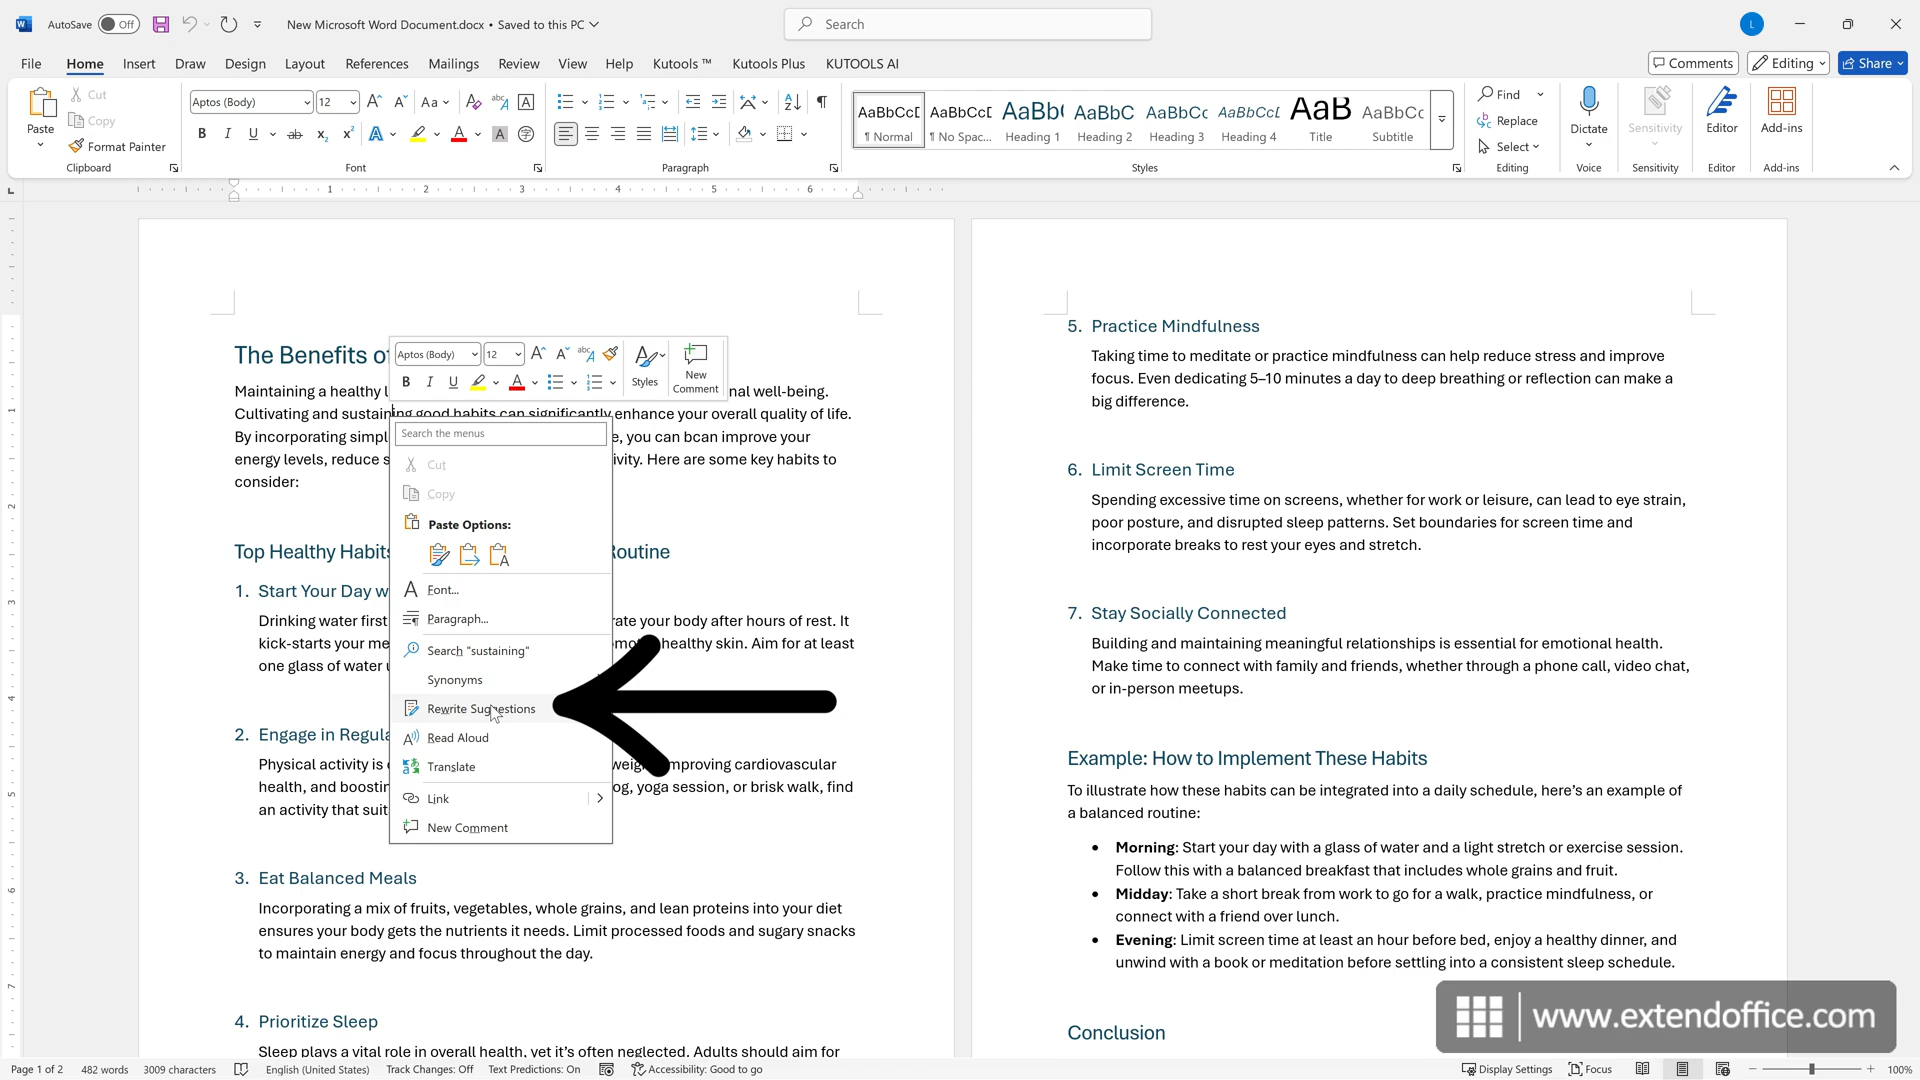 AutoSave Off New Microsoft Word Document.docx • Saved to this PC Search L
File Home Insert Draw Design Layout References Mailings Review View Help Kutools ™ Kutools Plus KUTOOLS AI Comments Editing Share
Paste Cut Copy Format Painter Clipboard
Aptos (Body) 12 Aa Font
Paragraph
AaBbCcD AaBbCcD AaBb( AaBbC AaBbCc AaBbCcL AaB AaBbCc
¶ Normal ¶ No Spac... Heading 1 Heading 2 Heading 3 Heading 4 Title Subtitle
Styles
Find Replace Select Editing
Dictate Voice
Sensitivity Sensitivity
Editor Editor
Add-ins Add-ins
1 2 3 4 5 6
The Benefits of
Maintaining a healthy l nal well-being.
Cultivating and sustaining good habits can significantly enhance your overall quality of life.
By incorporating simpl e, you can bcan improve your
energy levels, reduce s ivity. Here are some key habits to
consider:
Top Healthy Habits Routine
1. Start Your Day w
Drinking water first rate your body after hours of rest. It
kick-starts your me healthy skin. Aim for at least
one glass of water u
2. Engage in Regula
Physical activity is mproving cardiovascular
health, and boostin og, yoga session, or brisk walk, find
an activity that suit
3. Eat Balanced Meals
Incorporating a mix of fruits, vegetables, whole grains, and lean proteins into your diet
ensures your body gets the nutrients it needs. Limit processed foods and sugary snacks
to maintain energy and focus throughout the day.
4. Prioritize Sleep
Sleep plays a vital role in overall health, yet it's often neglected. Adults should aim for
Aptos (Body) 12 Styles New Comment
Search the menus
Cut
Copy
Paste Options:
Font...
Paragraph...
Search "sustaining"
Synonyms
Rewrite Suggestions
Read Aloud
Translate
Link
New Comment
5. Practice Mindfulness
Taking time to meditate or practice mindfulness can help reduce stress and improve
focus. Even dedicating 5–10 minutes a day to deep breathing or reflection can make a
big difference.
6. Limit Screen Time
Spending excessive time on screens, whether for work or leisure, can lead to eye strain,
poor posture, and disrupted sleep patterns. Set boundaries for screen time and
incorporate breaks to rest your eyes and stretch.
7. Stay Socially Connected
Building and maintaining meaningful relationships is essential for emotional health.
Make time to connect with family and friends, whether through a phone call, video chat,
or in-person meetups.
Example: How to Implement These Habits
To illustrate how these habits can be integrated into a daily schedule, here's an example of
a balanced routine:
• Morning: Start your day with a glass of water and a light stretch or exercise session.
Follow this with a balanced breakfast that includes whole grains and fruit.
• Midday: Take a short break from work to go for a walk, practice mindfulness, or
connect with a friend over lunch.
• Evening: Limit screen time at least an hour before bed, enjoy a healthy dinner, and
unwind with a book or meditation before settling into a consistent sleep schedule.
Conclusion
www.extendoffice.com
Page 1 of 2 482 words 3009 characters English (United States) Track Changes: Off Text Predictions: On Accessibility: Good to go Display Settings Focus 100%